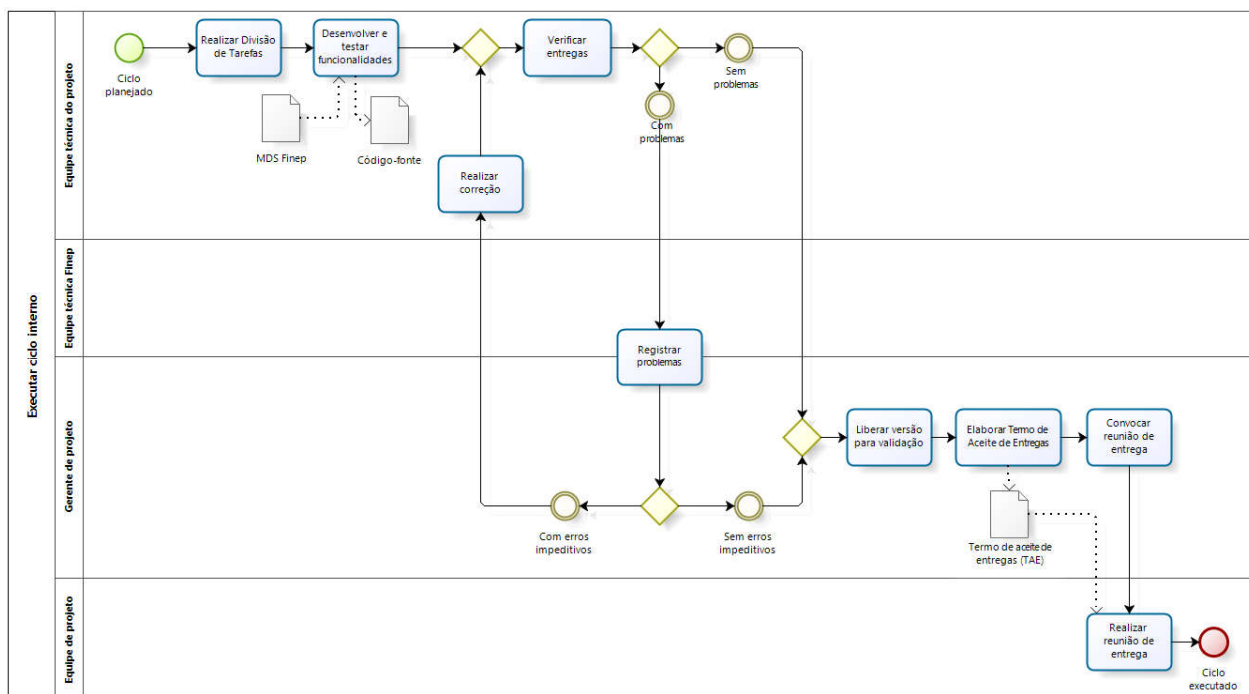 Executar ciclo interno
Equipe técnica do projeto
Ciclo
planejado
Realizar Divisão
de Tarefas
Desenvolver e
testar
funcionalidades
MDS Finep
Código-fonte
Verificar
entregas
Sem
problemas
Com
problemas
Realizar
correção
Equipe técnica Finep
Registrar
problemas
Gerente de projeto
Com erros
impeditivos
Sem erros
impeditivos
Liberar versão
para validação
Elaborar Termo de
Aceite de Entregas
Convocar
reunião de
entrega
Termo de aceite de
entregas (TAE)
Equipe de projeto
Realizar
reunião de
entrega
Ciclo
executado